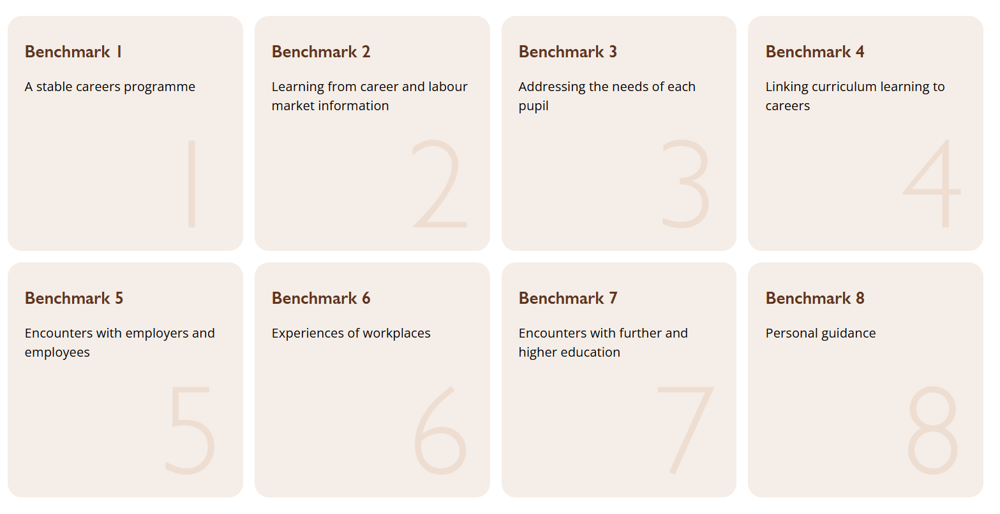 Benchmark 1
A stable careers programme
1
Benchmark 2
Learning from career and labour
market information
2
Benchmark 3
Addressing the needs of each
pupil
3
Benchmark 4
Linking curriculum learning to
careers
4
Benchmark 5
Encounters with employers and
employees
5
Benchmark 6
Experiences of workplaces
6
Benchmark 7
Encounters with further and
higher education
7
Benchmark 8
Personal guidance
8